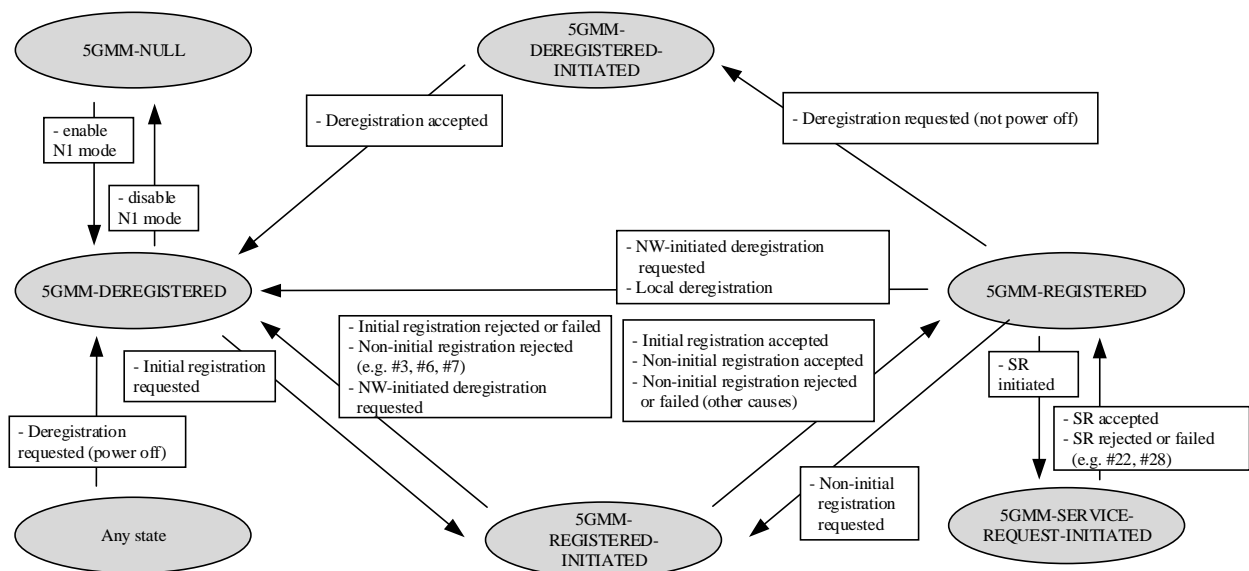 5GMM-NULL
5GMM-
DEREGISTERED-
INITIATED
- enable
N1 mode
- disable
N1 mode
- Deregistration accepted
- Deregistration requested (not power off)
5GMM-DEREGISTERED
- NW-initiated deregistration
requested
- Local deregistration
5GMM-REGISTERED
- Initial registration
requested
- Initial registration rejected or failed
- Non-initial registration rejected
(e.g. #3, #6, #7)
- NW-initiated deregistration
requested
- Initial registration accepted
- Non-initial registration accepted
- Non-initial registration rejected
or failed (other causes)
- SR
initiated
- Deregistration
requested (power off)
- SR accepted
- SR rejected or failed
(e.g. #22, #28)
- Non-initial
registration
requested
Any state
5GMM-
REGISTERED-
INITIATED
5GMM-SERVICE-
REQUEST-INITIATED